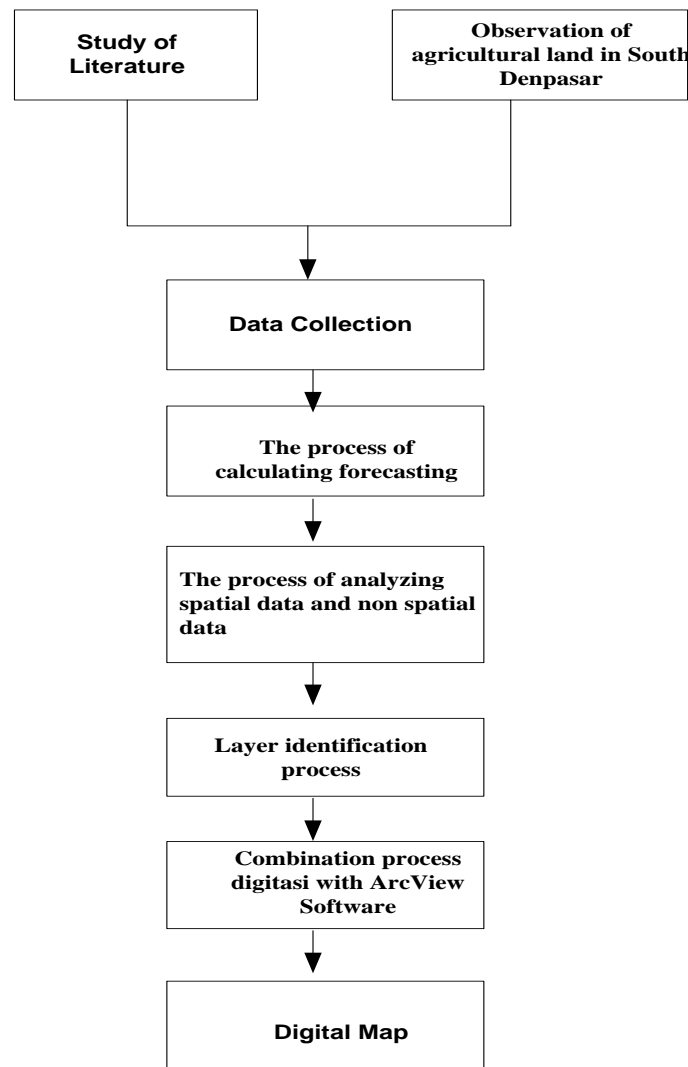 Study of
Literature
Observation of
agricultural land in South
Denpasar
Data Collection
The process of
calculating forecasting
The process of analyzing
spatial data and non spatial
data
Layer identification
process
Combination process
digitasi with ArcView
Software
Digital Map